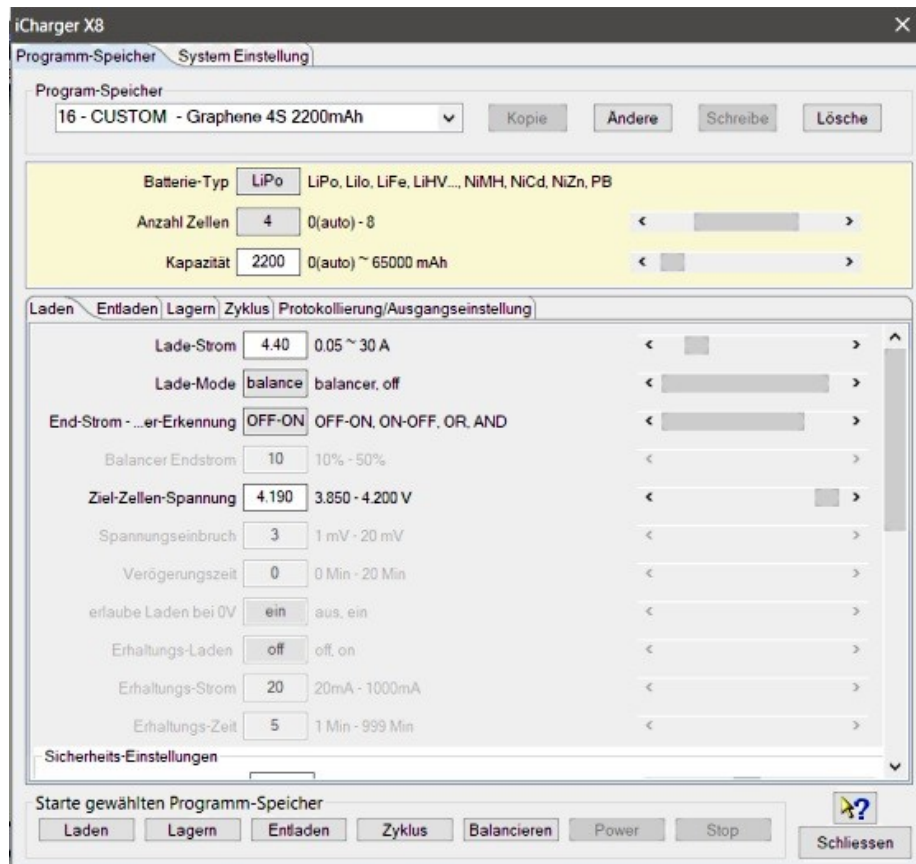 iCharger X8
Programm-Speicher System Einstellung
Program-Speicher
16 - CUSTOM - Graphene 4S 2200mAh Kopie Andere Schreibe Lösche
Batterie-Typ LiPo LiPo, LiIo, LiFe, LiHV..., NiMH, NiCd, NiZn, PB
Anzahl Zellen 4 0(auto) - 8
Kapazität 2200 0(auto) ~ 65000 mAh
Laden Entladen Lagern Zyklus Protokollierung/Ausgangseinstellung
Lade-Strom 4.40 0.05 ~ 30 A
Lade-Mode balance balancer, off
End-Strom - ...er-Erkennung OFF-ON OFF-ON, ON-OFF, OR, AND
Balancer Endstrom 10 10% - 50%
Ziel-Zellen-Spannung 4.190 3.850 - 4.200 V
Spannungseinbruch 3 1 mV - 20 mV
Verögerungszeit 0 0 Min - 20 Min
erlaube Laden bei 0V ein aus, ein
Erhaltungs-Laden off off, on
Erhaltungs-Strom 20 20mA - 1000mA
Erhaltungs-Zeit 5 1 Min - 999 Min
Sicherheits-Einstellungen
Starte gewählten Programm-Speicher
Laden Lagern Entladen Zyklus Balancieren Power Stop Schliessen